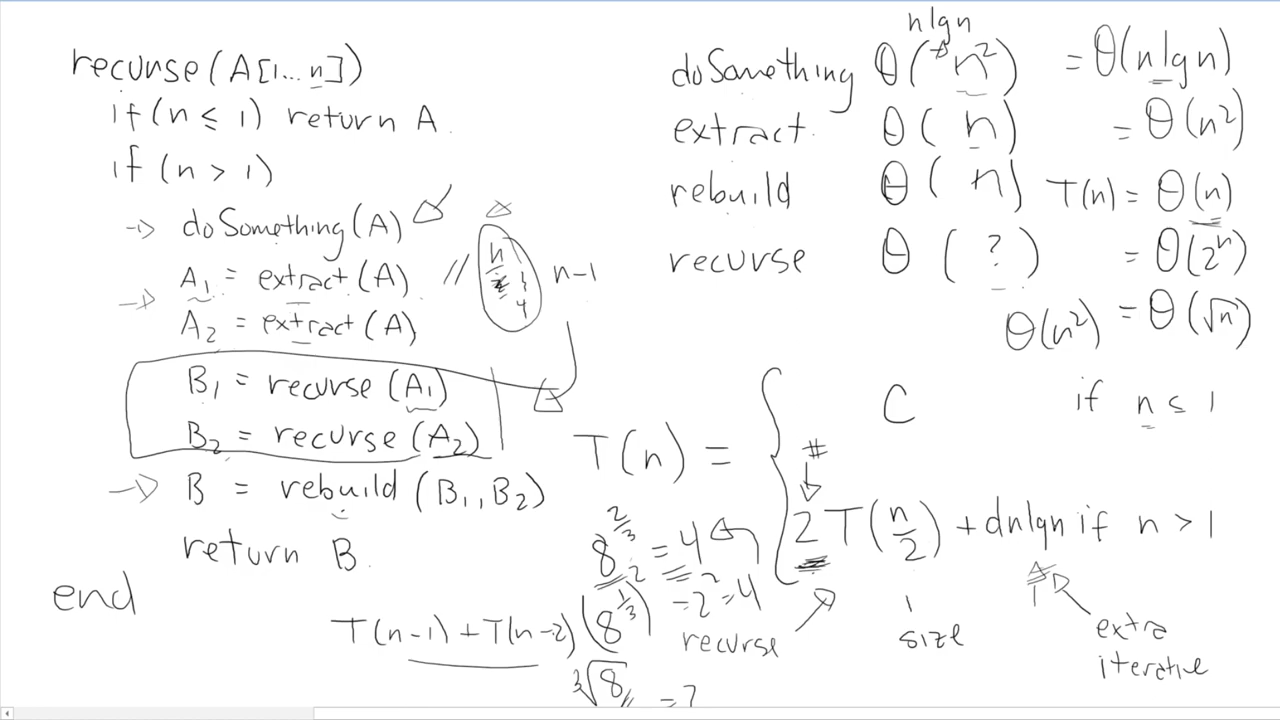 recurse(A[1... n])
if(n ≤ 1) return A.
if (n > 1)
doSomething(A)
A1 = extract(A) //
A2 = extract(A)
n-1
B1 = recurse(A1)
B2 = recurse(A2)
B = rebuild (B1, B2)
return B.
end
n lg n
doSomething Θ( n² ) = Θ(n lg n)
extract. Θ( n ) = Θ(n²)
rebuild Θ( n ) T(n) = Θ(n)
recurse Θ ( ? ) = Θ(2ⁿ)
Θ(n²) = Θ(√n)
T(n) = { C if n ≤ 1
#
2 T(n/2) + dnlgn if n > 1
recurse
size
extra
iterative
8^(2/3) = 4
(8^(1/3))² = 2² = 4
∛8 = 2
T(n-1) + T(n-2)